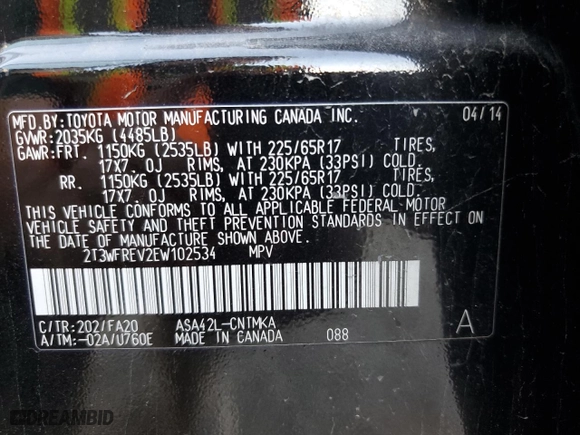 MFD.BY:TOYOTA MOTOR MANUFACTURING CANADA INC. 04/14
GVWR:2035KG (4485LB)
GAWR:FRT. 1150KG (2535LB) WITH 225/65R17 TIRES,
17X7. 0J RIMS, AT 230KPA (33PSI) COLD.
RR. 1150KG (2535LB) WITH 225/65R17 TIRES,
17X7. 0J RIMS, AT 230KPA (33PSI) COLD.
THIS VEHICLE CONFORMS TO ALL APPLICABLE FEDERAL MOTOR
VEHICLE SAFETY AND THEFT PREVENTION STANDARDS IN EFFECT ON
THE DATE OF MANUFACTURE SHOWN ABOVE.
2T3WFREV2EW102534 MPV
C/TR:202/FA20 ASA42L-CNTMKA
A/TM:-02A/U760E MADE IN CANADA 088 A
DREAMBID